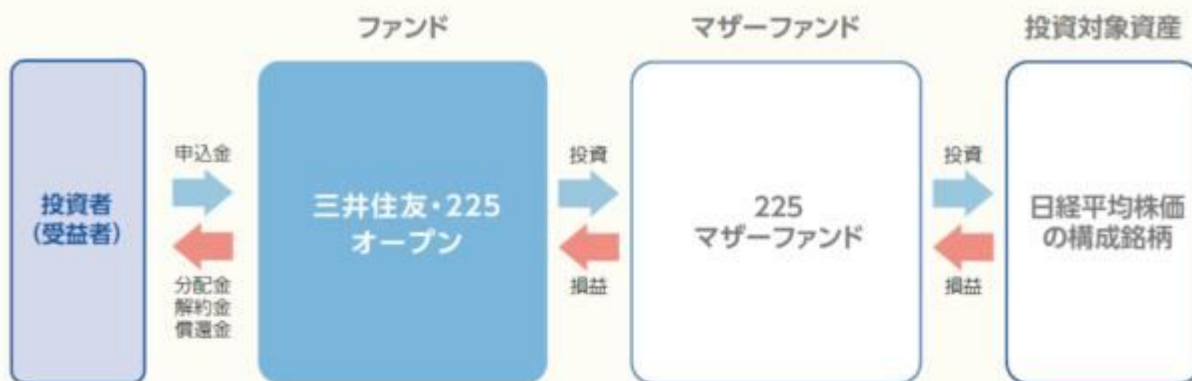 ファンド
マザーファンド
投資対象資産
投資者
(受益者)
申込金
分配金
解約金
償還金
三井住友・225
オープン
投資
損益
225
マザーファンド
投資
損益
日経平均株価
の構成銘柄